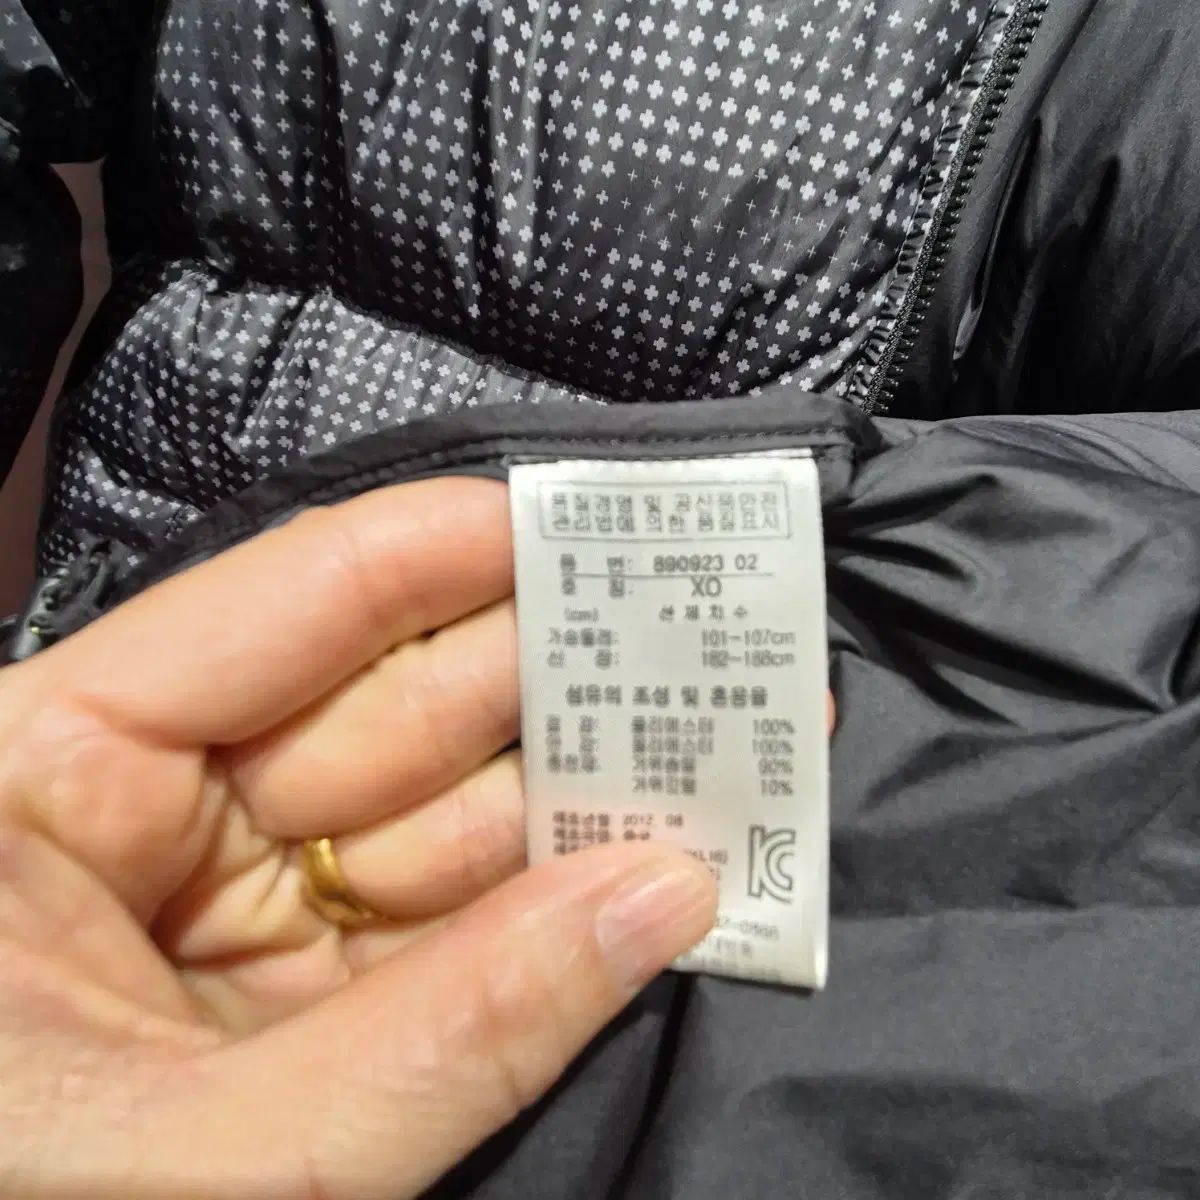 품질경영 및 공산품안전
관리법에 의한 품질표시
품 번: 890923 02
호 칭: XO
(cm) 신체치수
가슴둘레: 101-107cm
신 장: 182-188cm
섬유의 조성 및 혼용율
겉감: 폴리에스터 100%
안감: 폴리에스터 100%
충전재: 거위솜털 90%
거위깃털 10%
제조년월 2012. 08
KC